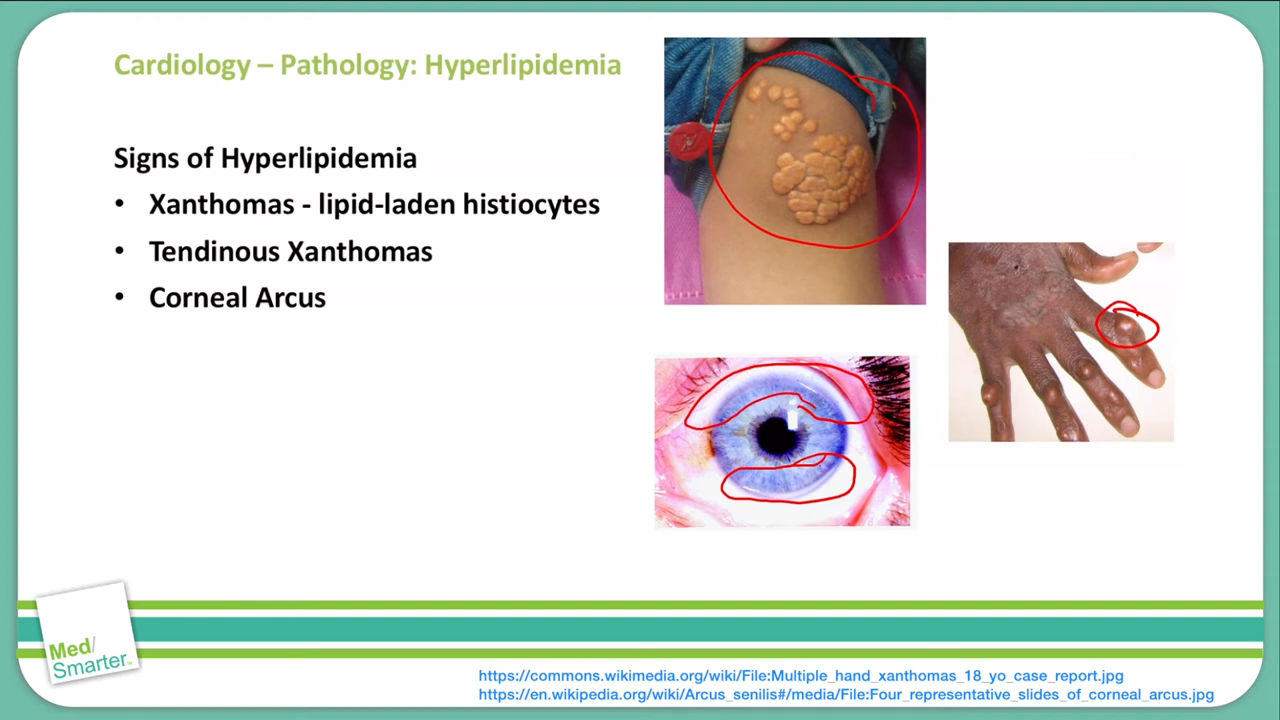 Cardiology – Pathology: Hyperlipidemia
Signs of Hyperlipidemia
• Xanthomas - lipid-laden histiocytes
• Tendinous Xanthomas
• Corneal Arcus
Med/
Smarter™
https://commons.wikimedia.org/wiki/File:Multiple_hand_xanthomas_18_yo_case_report.jpg
https://en.wikipedia.org/wiki/Arcus_senilis#/media/File:Four_representative_slides_of_corneal_arcus.jpg